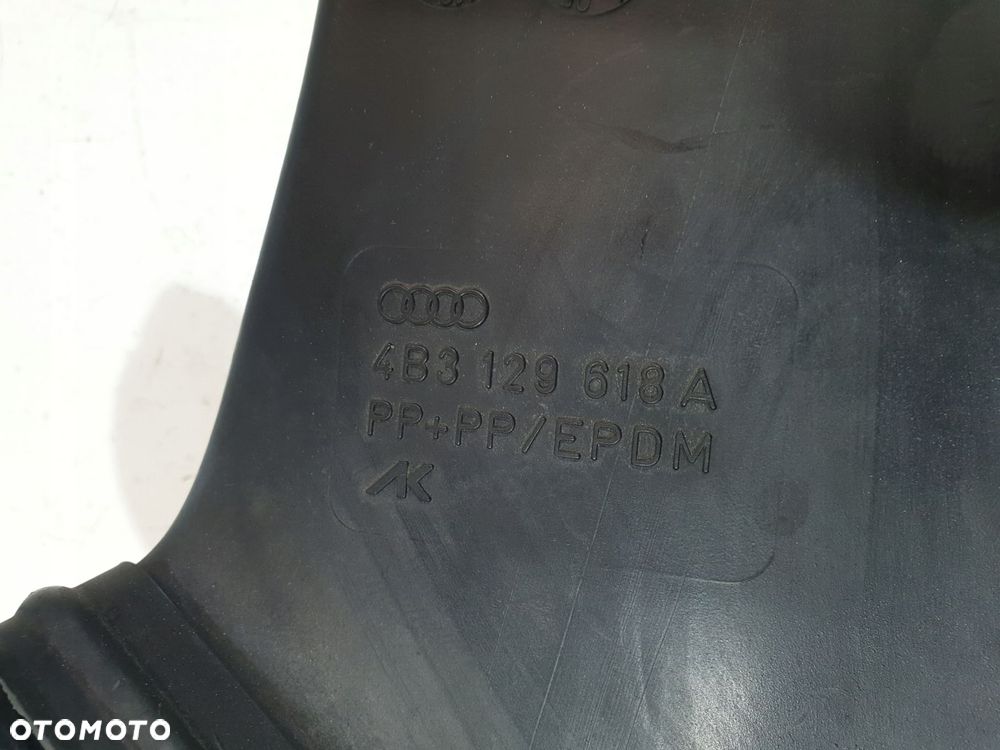 4B3 129 618 A
PP+PP/EPDM
AK
OTOMOTO